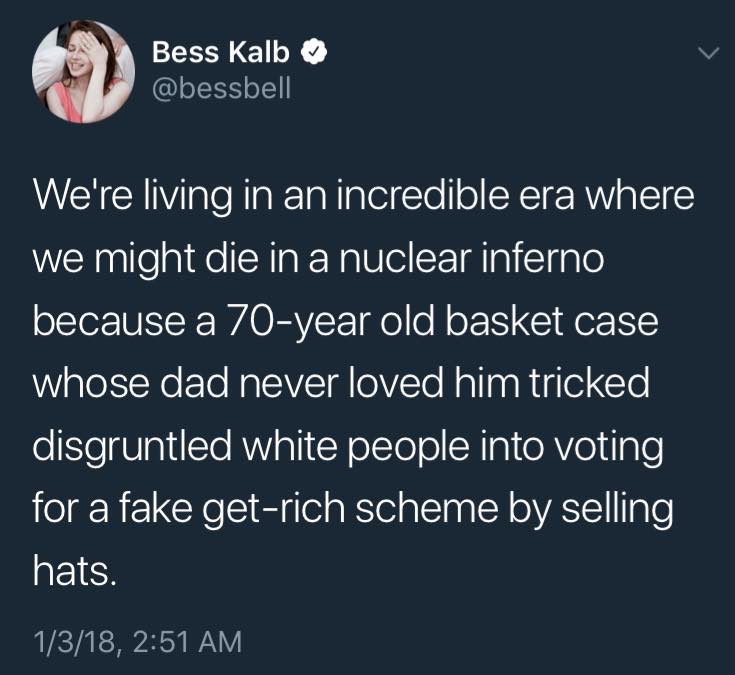 Bess Kalb
@bessbell
We're living in an incredible era where
we might die in a nuclear inferno
because a 70-year old basket case
whose dad never loved him tricked
disgruntled white people into voting
for a fake get-rich scheme by selling
hats.
1/3/18, 2:51 AM